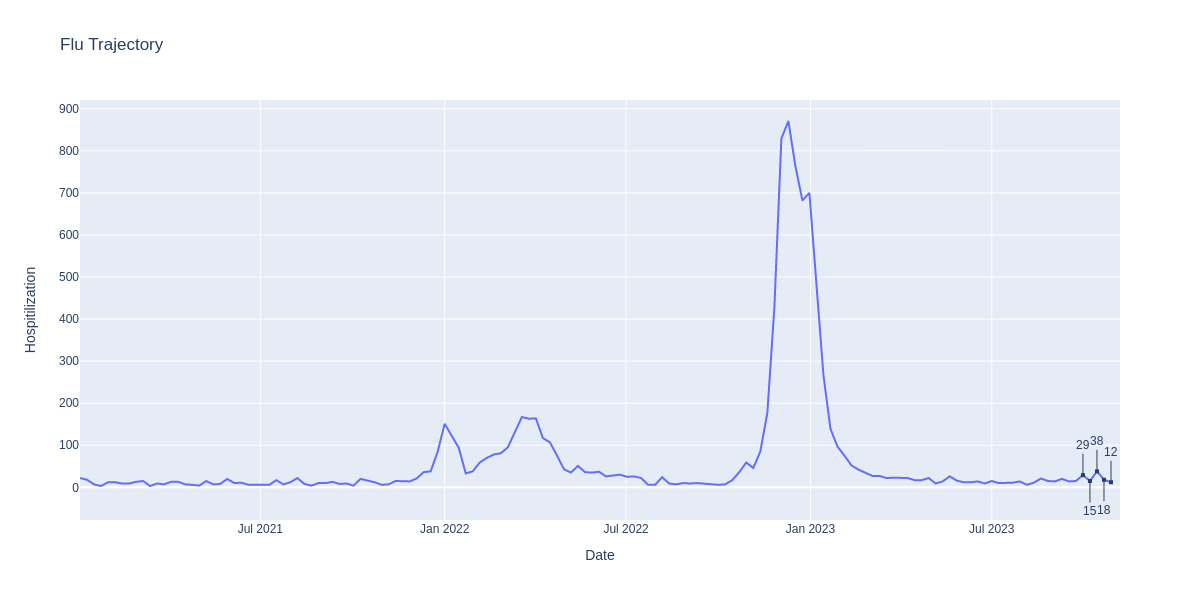 Flu Trajectory
900
800
700
600
500
400
300
200
100
0
Hospitilization
29
38
12
15
18
Jul 2021
Jan 2022
Jul 2022
Jan 2023
Jul 2023
Date